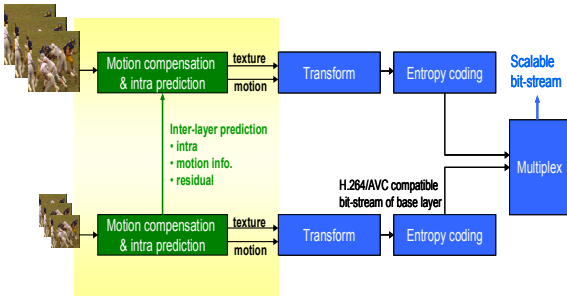 Motion compensation
& intra prediction
texture
motion
Transform
Entropy coding
Scalable
bit-stream
Inter-layer prediction
• intra
• motion info.
• residual
Multiplex
H.264/AVC compatible
bit-stream of base layer
Motion compensation
& intra prediction
texture
motion
Transform
Entropy coding